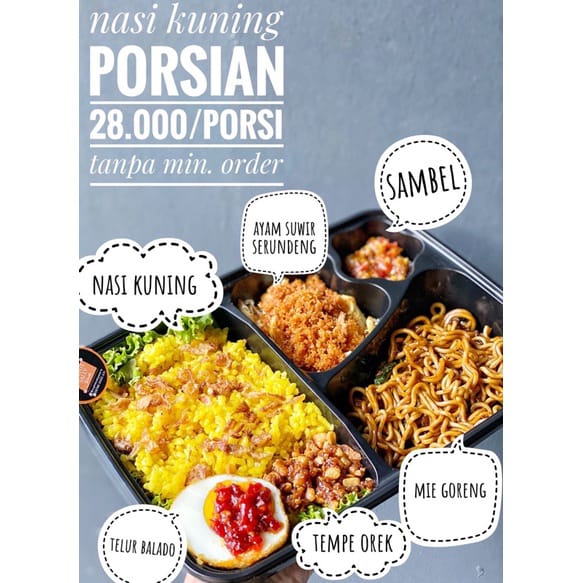 nasi kuning
PORSIAN
28.000/PORSI
tanpa min. order
SAMBEL
AYAM SUWIR
SERUNDENG
NASI KUNING
MIE GORENG
TEMPE OREK
TELUR BALADO